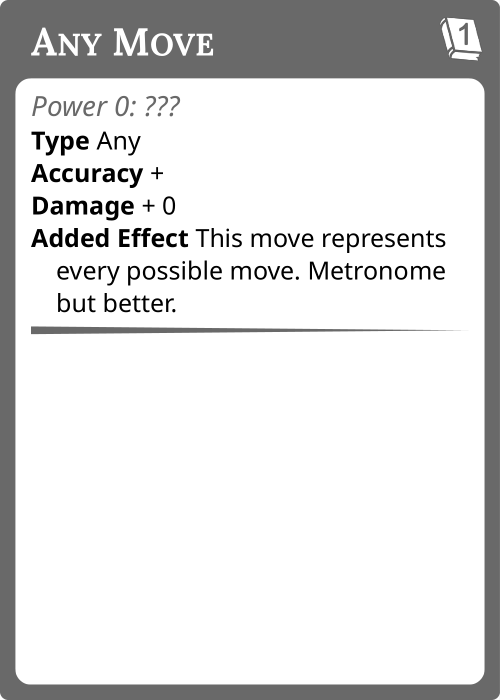 Any Move
1
Power 0: ???
Type Any
Accuracy +
Damage + 0
Added Effect This move represents
every possible move. Metronome
but better.